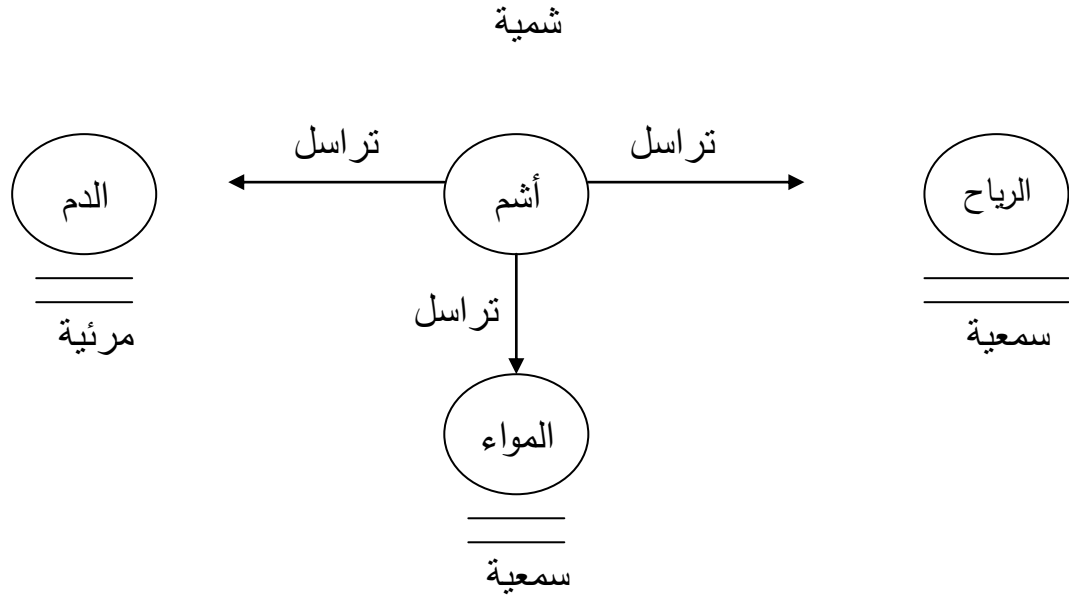 شمية
تراسل
تراسل
الرياح
أشم
الدم
سمعية
تراسل
مرئية
المواء
سمعية